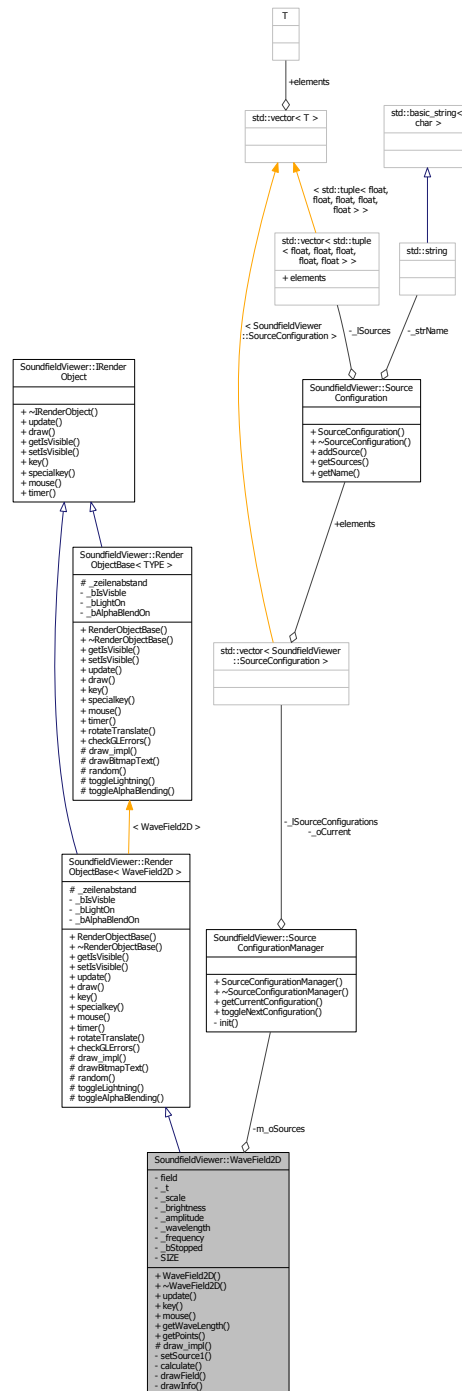 T
+elements
std::vector< T >
std::basic_string<
char >
< std::tuple< float,
float, float, float,
float > >
std::vector< std::tuple
< float, float, float,
float, float > >
+ elements
std::string
< SoundfieldViewer
::SourceConfiguration >
-_lSources
-_strName
SoundfieldViewer::IRender
Object
+ ~IRenderObject()
+ update()
+ draw()
+ getIsVisible()
+ setIsVisible()
+ key()
+ specialkey()
+ mouse()
+ timer()
SoundfieldViewer::Source
Configuration
+ SourceConfiguration()
+ ~SourceConfiguration()
+ addSource()
+ getSources()
+ getName()
+elements
SoundfieldViewer::Render
ObjectBase< TYPE >
# _zeilenabstand
- _bIsVisble
- _bLightOn
- _bAlphaBlendOn
+ RenderObjectBase()
+ ~RenderObjectBase()
+ getIsVisible()
+ setIsVisible()
+ update()
+ draw()
+ key()
+ specialkey()
+ mouse()
+ timer()
+ rotateTranslate()
+ checkGLErrors()
# draw_impl()
# drawBitmapText()
# random()
# toggleLightning()
# toggleAlphaBlending()
std::vector< SoundfieldViewer
::SourceConfiguration >
< WaveField2D >
-_lSourceConfigurations
-_oCurrent
SoundfieldViewer::Render
ObjectBase< WaveField2D >
# _zeilenabstand
- _bIsVisble
- _bLightOn
- _bAlphaBlendOn
+ RenderObjectBase()
+ ~RenderObjectBase()
+ getIsVisible()
+ setIsVisible()
+ update()
+ draw()
+ key()
+ specialkey()
+ mouse()
+ timer()
+ rotateTranslate()
+ checkGLErrors()
# draw_impl()
# drawBitmapText()
# random()
# toggleLightning()
# toggleAlphaBlending()
SoundfieldViewer::Source
ConfigurationManager
+ SourceConfigurationManager()
+ ~SourceConfigurationManager()
+ getCurrentConfiguration()
+ toggleNextConfiguration()
- init()
-m_oSources
SoundfieldViewer::WaveField2D
- field
- _t
- _scale
- _brightness
- _amplitude
- _wavelength
- _frequency
- _bStopped
- SIZE
+ WaveField2D()
+ ~WaveField2D()
+ update()
+ key()
+ mouse()
+ getWaveLength()
+ getPoints()
# draw_impl()
- setSource1()
- calculate()
- drawField()
- drawInfo()